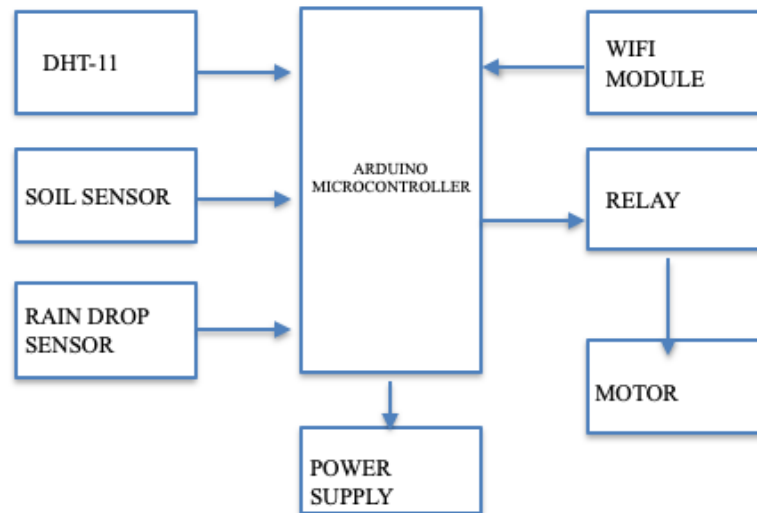 DHT-11
SOIL SENSOR
RAIN DROP
SENSOR
ARDUINO
MICROCONTROLLER
POWER
SUPPLY
WIFI
MODULE
RELAY
MOTOR